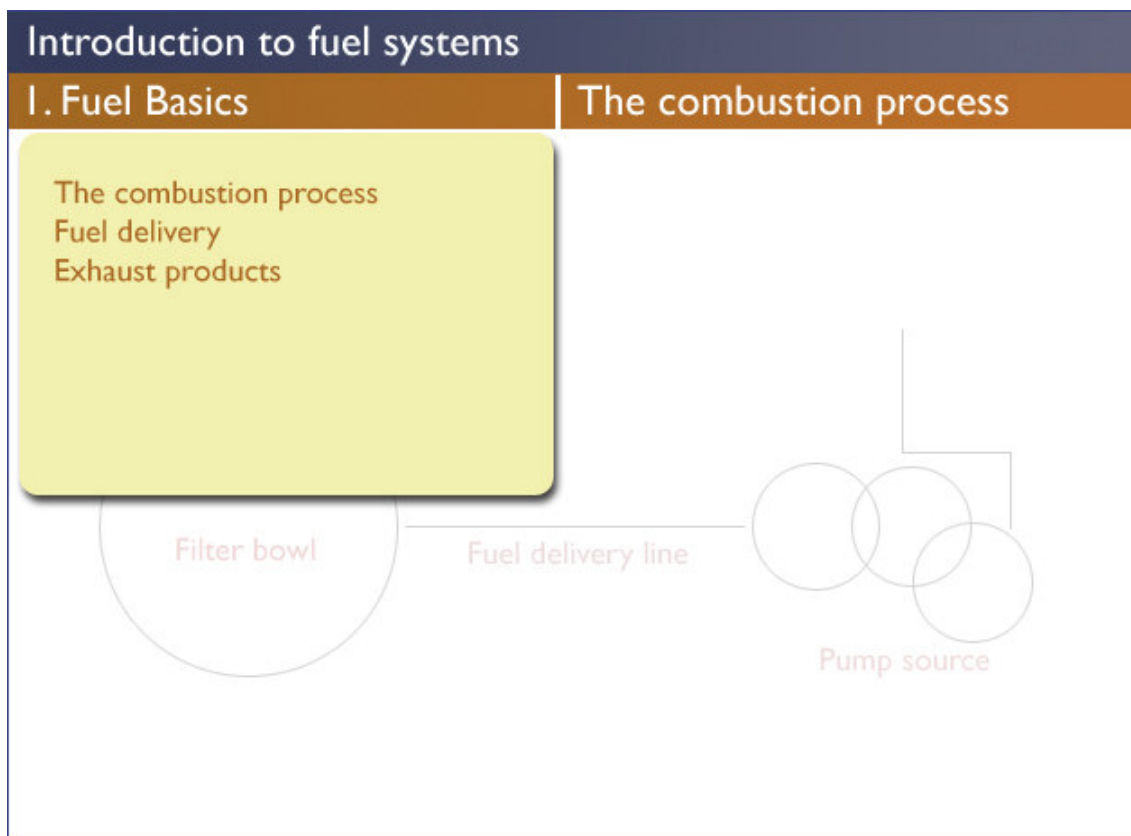 Introduction to fuel systems
1. Fuel Basics
The combustion process
The combustion process
Fuel delivery
Exhaust products
Filter bowl
Fuel delivery line
Pump source